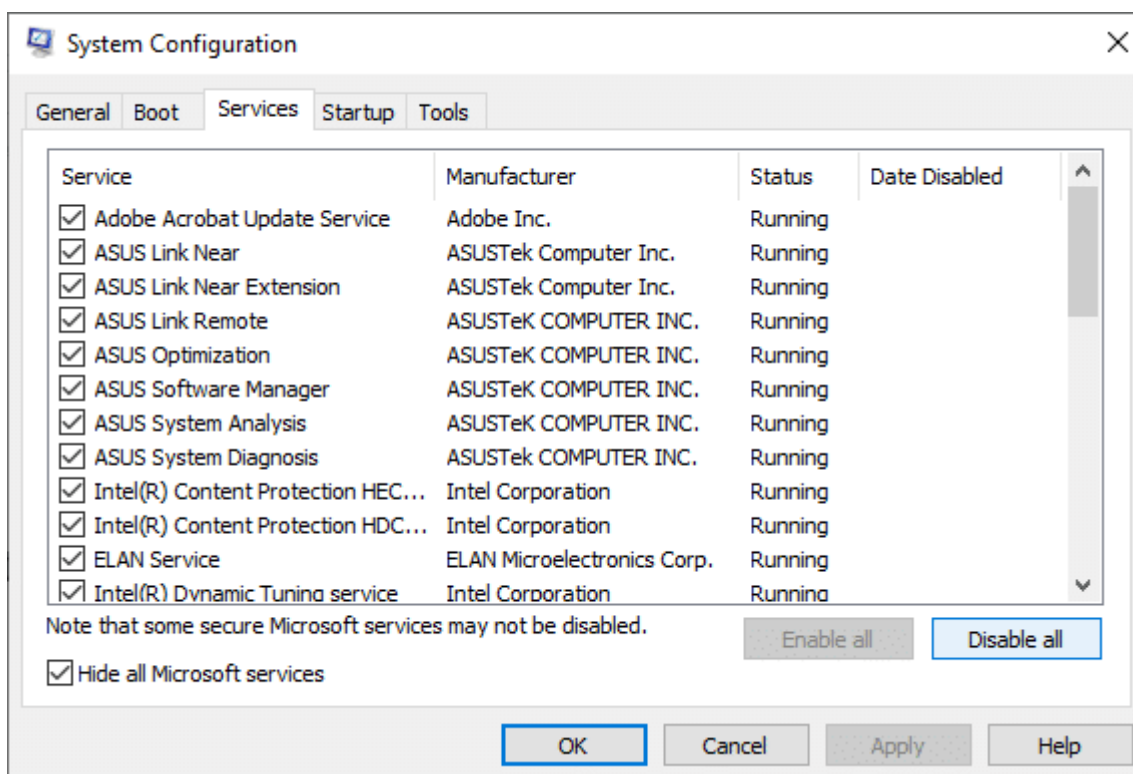 System Configuration
General Boot Services Startup Tools
Service Manufacturer Status Date Disabled
Adobe Acrobat Update Service Adobe Inc. Running
ASUS Link Near ASUSTek Computer Inc. Running
ASUS Link Near Extension ASUSTek Computer Inc. Running
ASUS Link Remote ASUSTeK COMPUTER INC. Running
ASUS Optimization ASUSTeK COMPUTER INC. Running
ASUS Software Manager ASUSTeK COMPUTER INC. Running
ASUS System Analysis ASUSTeK COMPUTER INC. Running
ASUS System Diagnosis ASUSTeK COMPUTER INC. Running
Intel(R) Content Protection HEC... Intel Corporation Running
Intel(R) Content Protection HDC... Intel Corporation Running
ELAN Service ELAN Microelectronics Corp. Running
Intel(R) Dynamic Tuning service Intel Corporation Running
Note that some secure Microsoft services may not be disabled.
Enable all Disable all
Hide all Microsoft services
OK Cancel Apply Help